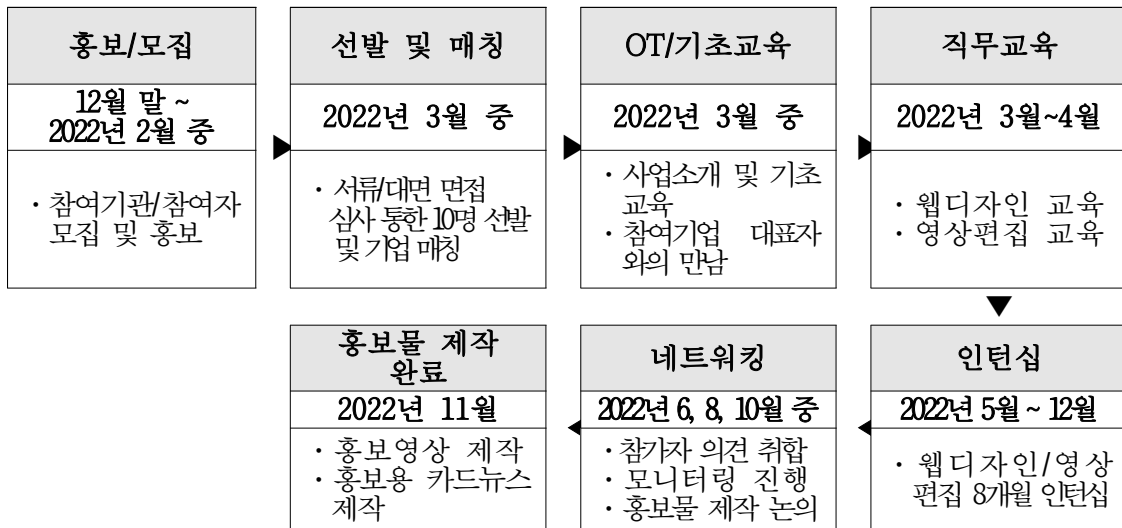 홍보/모집
12월 말 ~
2022년 2월 중
· 참여기관/참여자
모집 및 홍보
선발 및 매칭
2022년 3월 중
· 서류/대면 면접
심사 통한 10명 선발
및 기업 매칭
OT/기초교육
2022년 3월 중
· 사업소개 및 기초
교육
· 참여기업 대표자
와의 만남
직무교육
2022년 3월~4월
· 웹디자인 교육
· 영상편집 교육
인턴십
2022년 5월 ~ 12월
· 웹디자인/영상
편집 8개월 인턴십
네트워킹
2022년 6, 8, 10월 중
· 참가자 의견 취합
· 모니터링 진행
· 홍보물 제작 논의
홍보물 제작
완료
2022년 11월
· 홍보영상 제작
· 홍보용 카드뉴스
제작